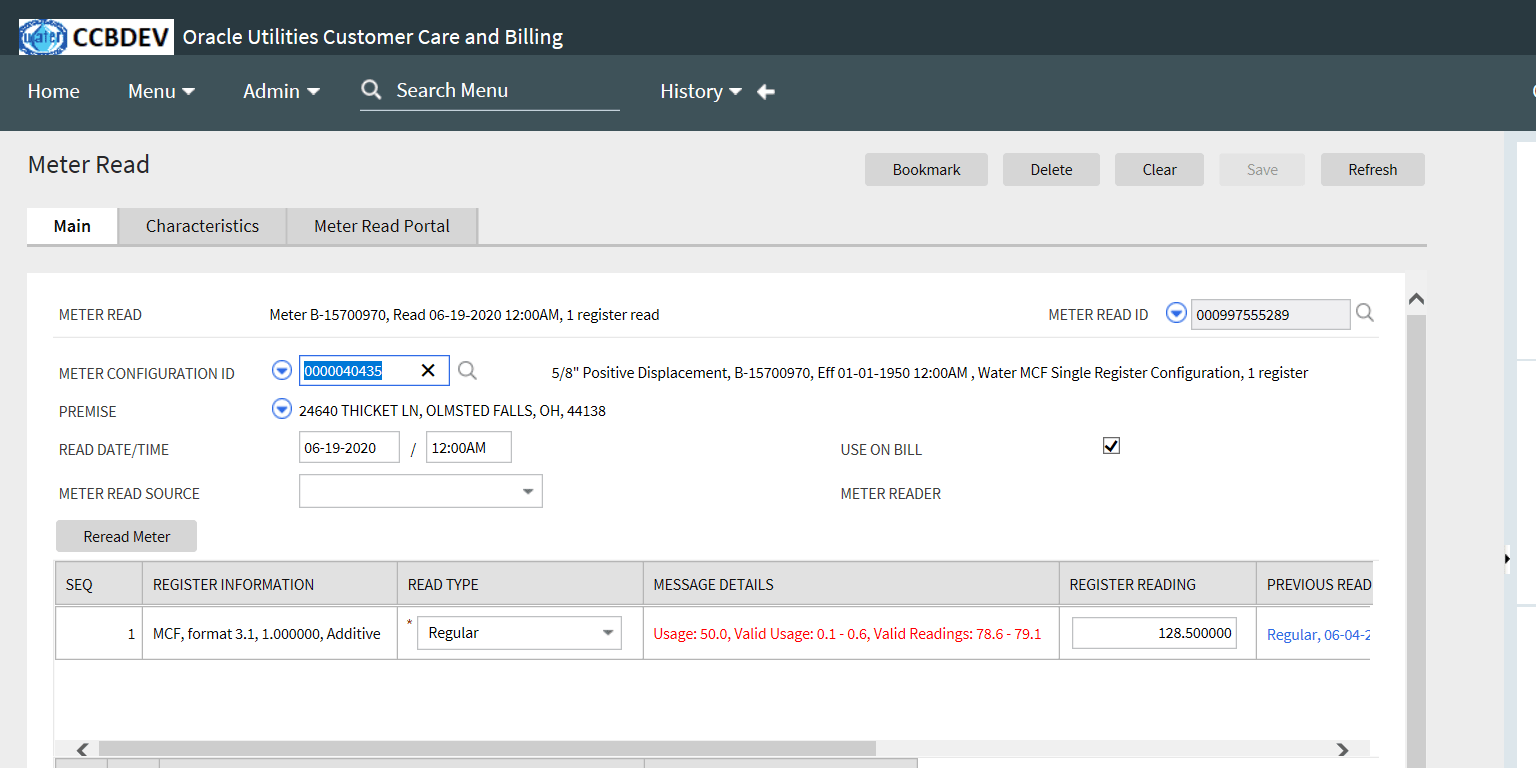 water CCBDEV Oracle Utilities Customer Care and Billing
Home Menu Admin Search Menu History
Meter Read
Bookmark Delete Clear Save Refresh
Main Characteristics Meter Read Portal
METER READ Meter B-15700970, Read 06-19-2020 12:00AM, 1 register read METER READ ID 000997555289
METER CONFIGURATION ID 0000040435 5/8" Positive Displacement, B-15700970, Eff 01-01-1950 12:00AM , Water MCF Single Register Configuration, 1 register
PREMISE 24640 THICKET LN, OLMSTED FALLS, OH, 44138
READ DATE/TIME 06-19-2020 / 12:00AM USE ON BILL
METER READ SOURCE METER READER
Reread Meter
SEQ REGISTER INFORMATION READ TYPE MESSAGE DETAILS REGISTER READING PREVIOUS READ
1 MCF, format 3.1, 1.000000, Additive * Regular Usage: 50.0, Valid Usage: 0.1 - 0.6, Valid Readings: 78.6 - 79.1 128.500000 Regular, 06-04-2